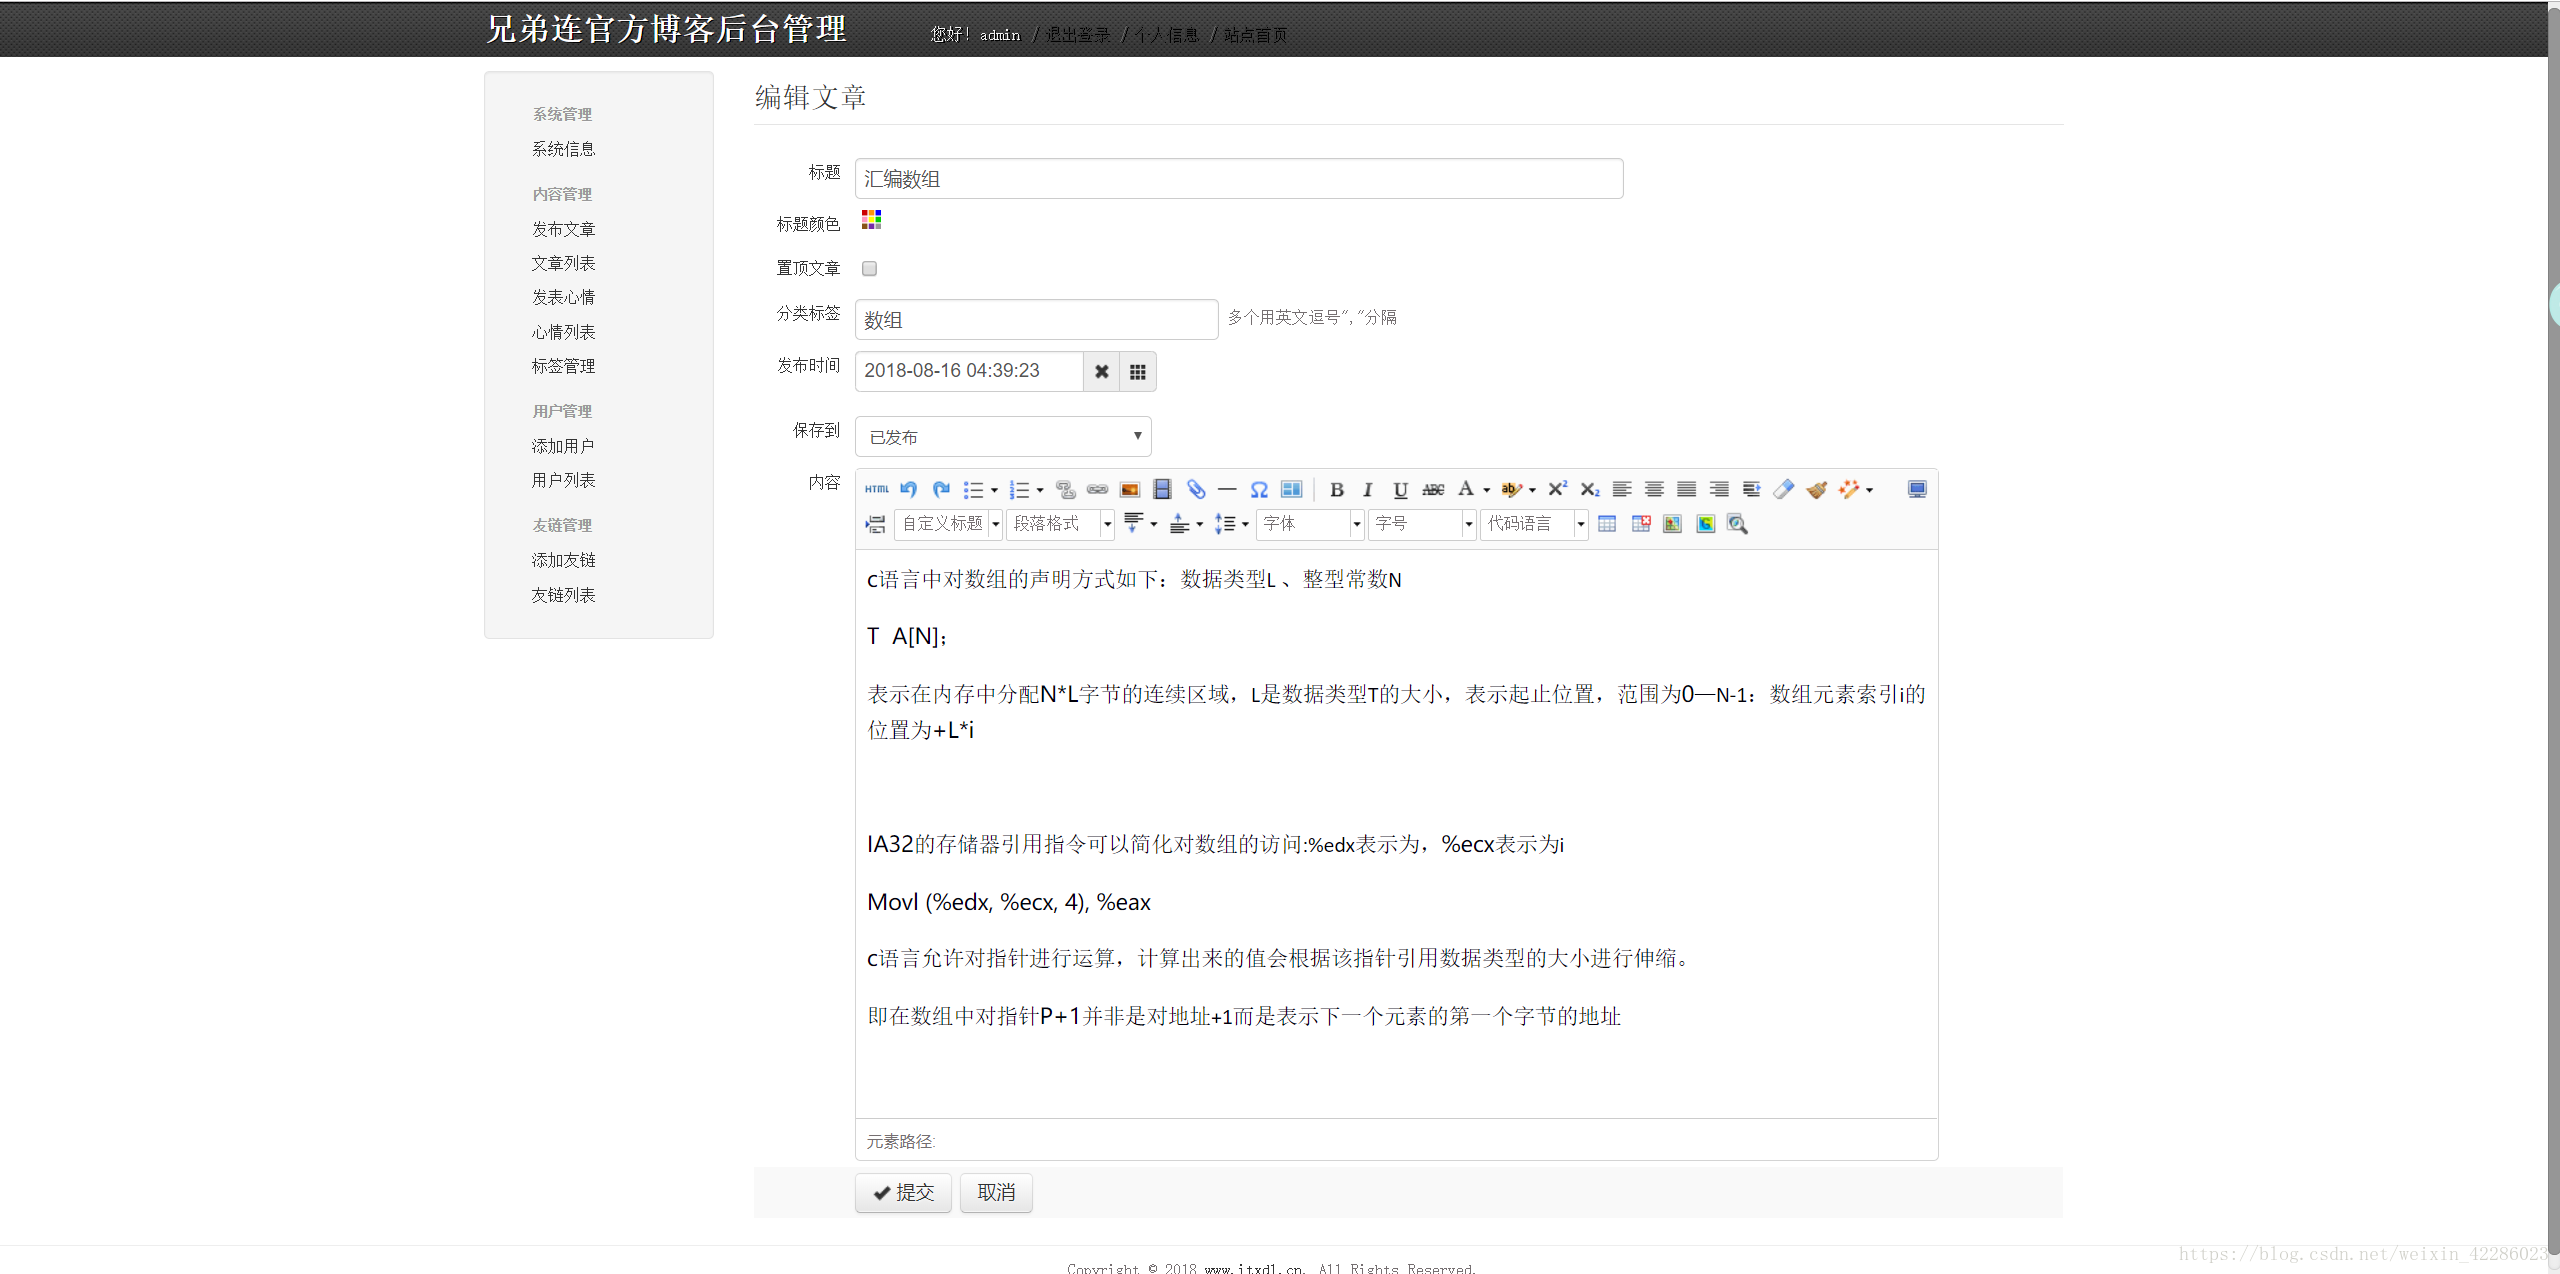 兄弟连官方博客后台管理
您好！admin / 退出登录 / 个人信息 / 站点首页
系统管理
系统信息
内容管理
发布文章
文章列表
发表心情
心情列表
标签管理
用户管理
添加用户
用户列表
友链管理
添加友链
友链列表
编辑文章
标题 汇编数组
标题颜色
置顶文章
分类标签 数组 多个用英文逗号","分隔
发布时间 2018-08-16 04:39:23
保存到 已发布
内容
HTML B I U ABC A ab X² X₂
自定义标题 段落格式 字体 字号 代码语言
c语言中对数组的声明方式如下：数据类型L 、整型常数N
T  A[N]；
表示在内存中分配N*L字节的连续区域，L是数据类型T的大小，表示起止位置，范围为0—N-1：数组元素索引i的
位置为+L*i
IA32的存储器引用指令可以简化对数组的访问:%edx表示为，%ecx表示为i
Movl (%edx, %ecx, 4), %eax
c语言允许对指针进行运算，计算出来的值会根据该指针引用数据类型的大小进行伸缩。
即在数组中对指针P+1并非是对地址+1而是表示下一个元素的第一个字节的地址
元素路径:
提交 取消
https://blog.csdn.net/weixin_42286023
Copyright © 2018 www.itxdl.cn. All Rights Reserved.